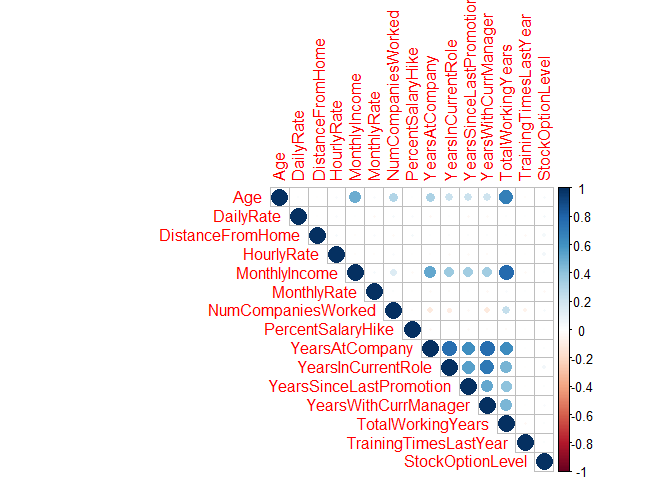 Age
DailyRate
DistanceFromHome
HourlyRate
MonthlyIncome
MonthlyRate
NumCompaniesWorked
PercentSalaryHike
YearsAtCompany
YearsInCurrentRole
YearsSinceLastPromotion
YearsWithCurrManager
TotalWorkingYears
TrainingTimesLastYear
StockOptionLevel
Age
DailyRate
DistanceFromHome
HourlyRate
MonthlyIncome
MonthlyRate
NumCompaniesWorked
PercentSalaryHike
YearsAtCompany
YearsInCurrentRole
YearsSinceLastPromotion
YearsWithCurrManager
TotalWorkingYears
TrainingTimesLastYear
StockOptionLevel
1
0.8
0.6
0.4
0.2
0
-0.2
-0.4
-0.6
-0.8
-1